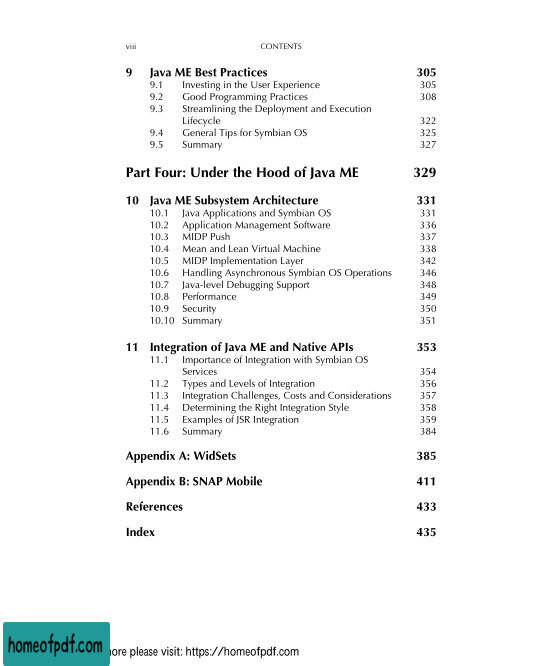 viii CONTENTS
9 Java ME Best Practices 305
9.1 Investing in the User Experience 305
9.2 Good Programming Practices 308
9.3 Streamlining the Deployment and Execution
Lifecycle 322
9.4 General Tips for Symbian OS 325
9.5 Summary 327
Part Four: Under the Hood of Java ME 329
10 Java ME Subsystem Architecture 331
10.1 Java Applications and Symbian OS 331
10.2 Application Management Software 336
10.3 MIDP Push 337
10.4 Mean and Lean Virtual Machine 338
10.5 MIDP Implementation Layer 342
10.6 Handling Asynchronous Symbian OS Operations 346
10.7 Java-level Debugging Support 348
10.8 Performance 349
10.9 Security 350
10.10 Summary 351
11 Integration of Java ME and Native APIs 353
11.1 Importance of Integration with Symbian OS
Services 354
11.2 Types and Levels of Integration 356
11.3 Integration Challenges, Costs and Considerations 357
11.4 Determining the Right Integration Style 358
11.5 Examples of JSR Integration 359
11.6 Summary 384
Appendix A: WidSets 385
Appendix B: SNAP Mobile 411
References 433
Index 435
homeofpdf.com ore please visit: https://homeofpdf.com